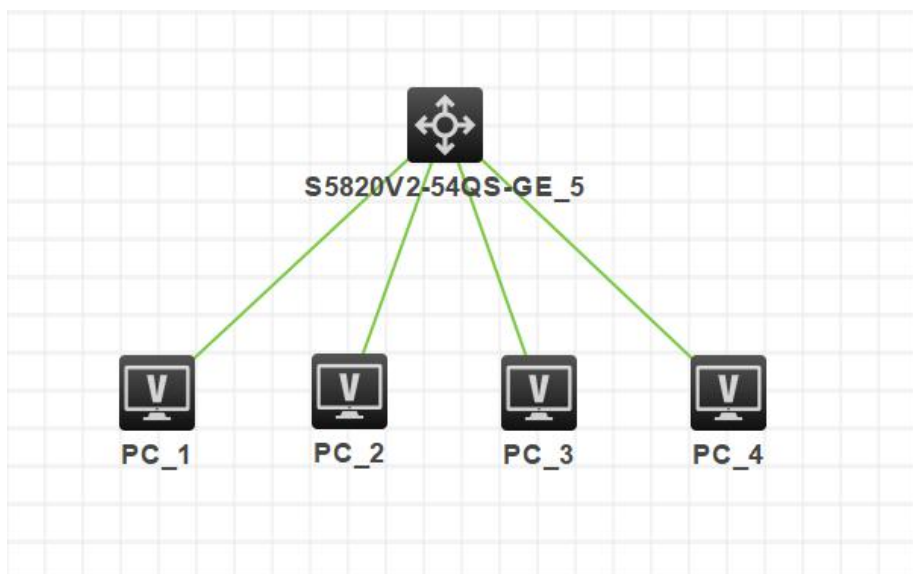 S5820V2-54QS-GE_5
V
V
V
V
PC_1
PC_2
PC_3
PC_4